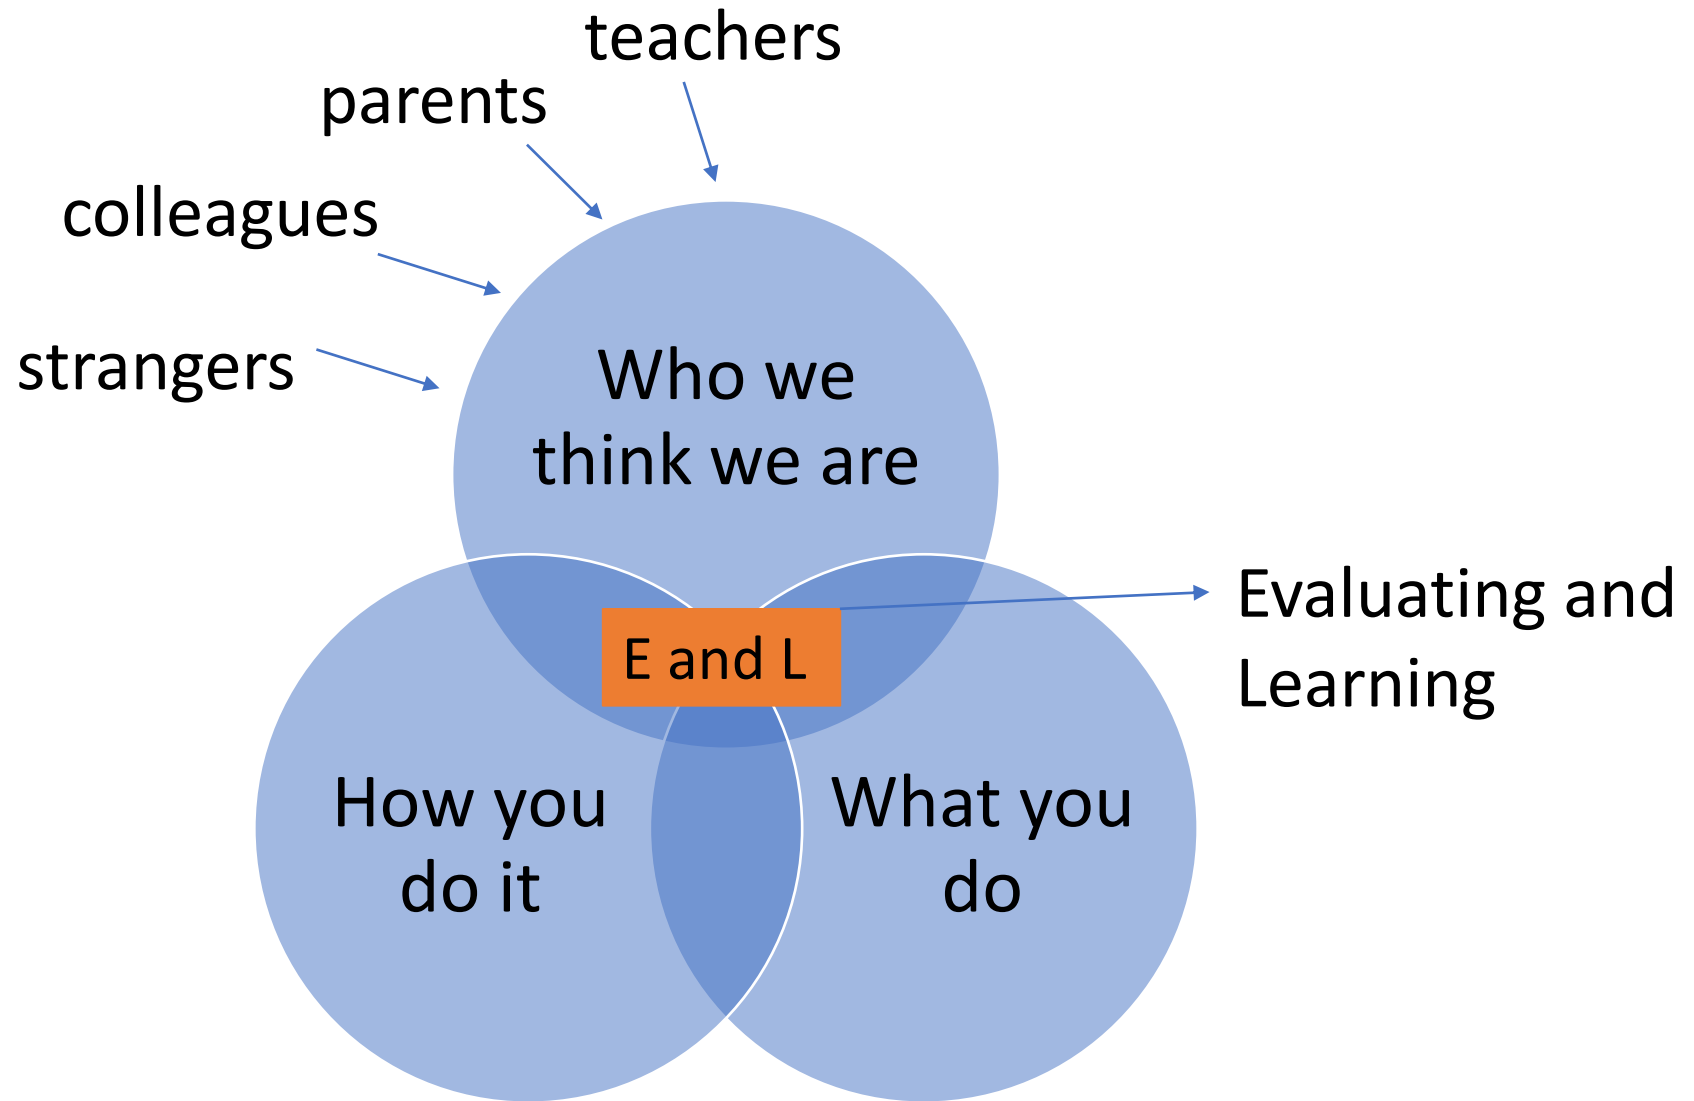 teachers
parents
colleagues
strangers
Who we
think we are
Evaluating and
Learning
E and L
How you
do it
What you
do